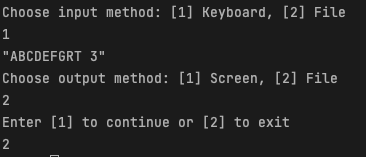 Choose input method: [1] Keyboard, [2] File
1
"ABCDEFGRT 3"
Choose output method: [1] Screen, [2] File
2
Enter [1] to continue or [2] to exit
2